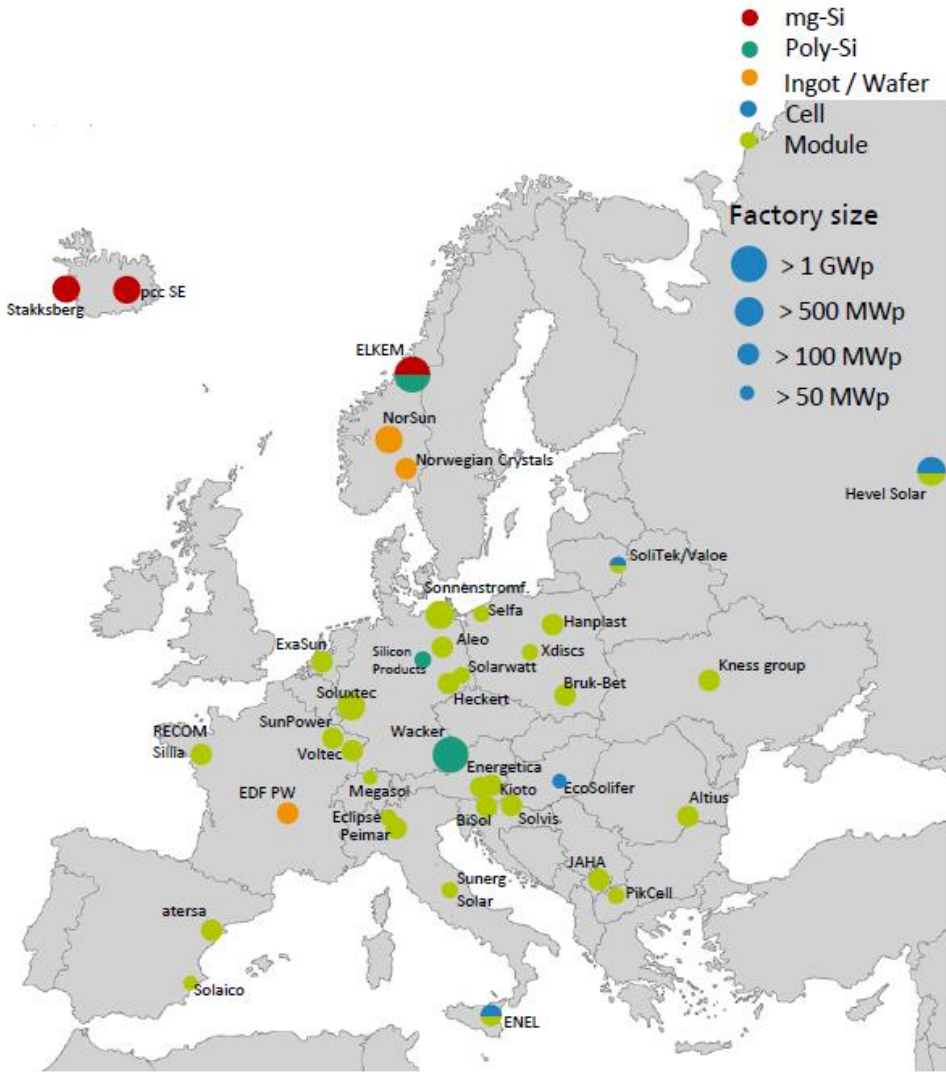 mg-Si
Poly-Si
Ingot / Wafer
Cell
Module
Factory size
> 1 GWp
> 500 MWp
> 100 MWp
> 50 MWp
Stakksberg
pcc SE
ELKEM
NorSun
Norwegian Crystals
Hevel Solar
SoliTek/Valoe
Sonnenstromf.
Selfa
Hanplast
Aleo
Xdiscs
ExaSun
Silicon
Products
Solarwatt
Kness group
Heckert
Bruk-Bet
Soluxtec
SunPower
RECOM
Sillia
Voltec
Wacker
Energetica
Megasol
Kioto
EcoSolifer
EDF PW
Altius
Eclipse
Peimar
BiSol
Solvis
JAHA
PikCell
Sunerg
Solar
atersa
Solaico
ENEL